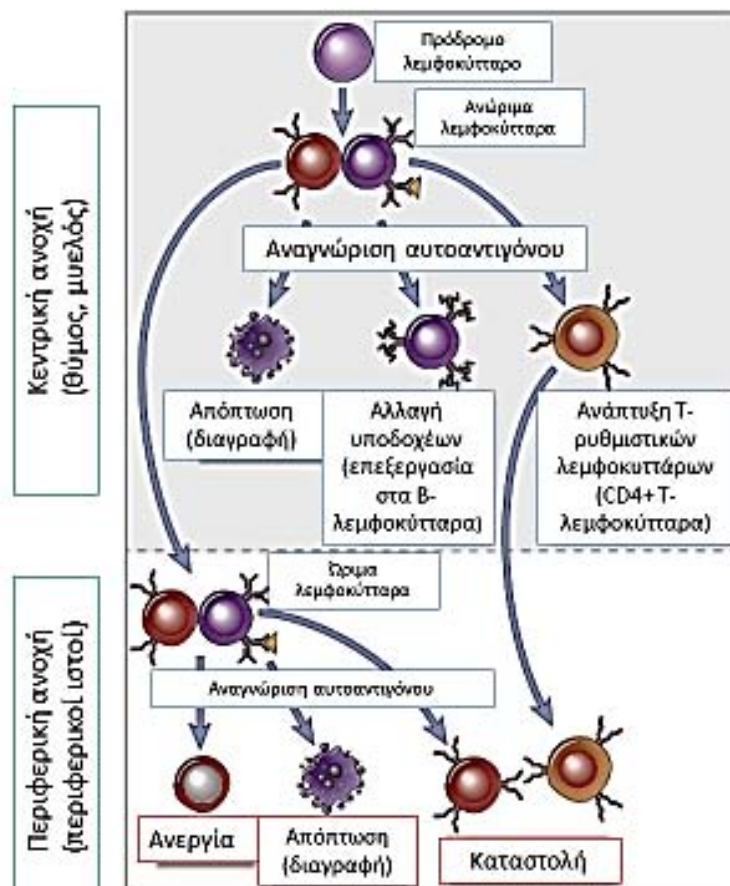 Κεντρική ανοχή
(θύμος, μυελός)
Πρόδρομο
λεμφοκύτταρο
Ανώριμα
λεμφοκύτταρα
Αναγνώριση αυτοαντιγόνου
Απόπτωση
(διαγραφή)
Αλλαγή
υποδοχέων
(επεξεργασία
στα Β-
λεμφοκύτταρα)
Ανάπτυξη Τ-
ρυθμιστικών
λεμφοκυττάρων
(CD4+ Τ-
λεμφοκύτταρα)
Περιφερική ανοχή
(περιφερικοί ιστοί)
Ώριμα
λεμφοκύτταρα
Αναγνώριση αυτοαντιγόνου
Ανεργία
Απόπτωση
(διαγραφή)
Καταστολή